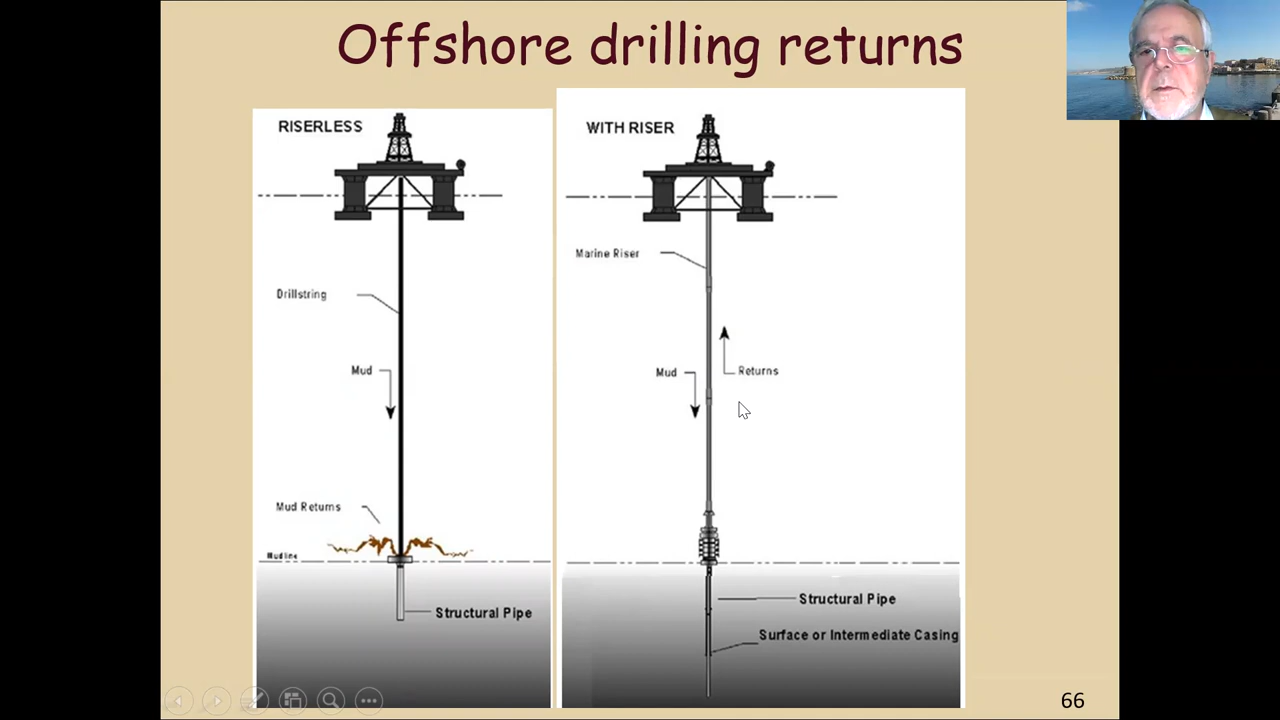 Offshore drilling returns
RISERLESS
Drillstring
Mud
Mud Returns
Mudline
Structural Pipe
WITH RISER
Marine Riser
Mud
Returns
Structural Pipe
Surface or Intermediate Casing
66